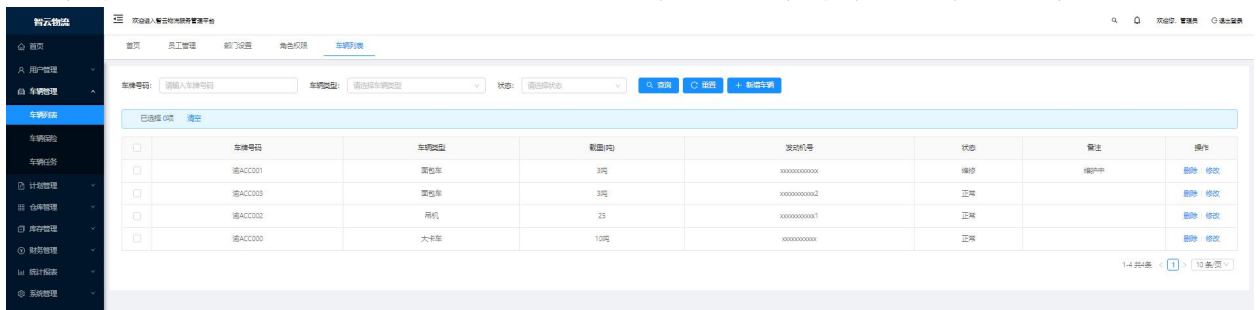 智云物流
欢迎进入智云物流服务管理平台
欢迎您，管理员 退出登录
首页 员工管理 部门设置 角色权限 车辆列表
首页
用户管理
车辆管理
车辆列表
车辆保险
车辆任务
计划管理
仓库管理
库存管理
财务管理
统计报表
系统管理
车牌号码: 请输入车牌号码 车辆类型: 请选择车辆类型 状态: 请选择状态 查询 重置 + 新增车辆
已选择 0项 清空
车牌号码 车辆类型 载重(吨) 发动机号 状态 备注 操作
渝ACC001 面包车 3吨 xxxxxxxxxxxx 维修 维护中 删除 修改
渝ACC003 面包车 3吨 xxxxxxxxxxx2 正常 删除 修改
渝ACC002 吊机 25 xxxxxxxxxxx1 正常 删除 修改
渝ACC000 大卡车 10吨 xxxxxxxxxxx 正常 删除 修改
1-4 共4条 < 1 > 10 条/页